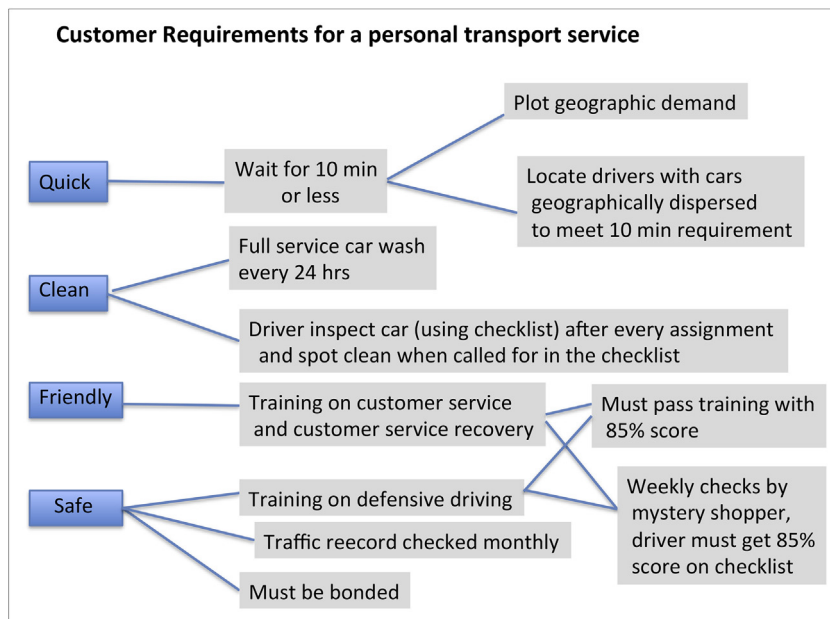 Customer Requirements for a personal transport service
Quick
Wait for 10 min
or less
Plot geographic demand
Locate drivers with cars
geographically dispersed
to meet 10 min requirement
Clean
Full service car wash
every 24 hrs
Driver inspect car (using checklist) after every assignment
and spot clean when called for in the checklist
Friendly
Training on customer service
and customer service recovery
Must pass training with
85% score
Safe
Training on defensive driving
Traffic reecord checked monthly
Must be bonded
Weekly checks by
mystery shopper,
driver must get 85%
score on checklist